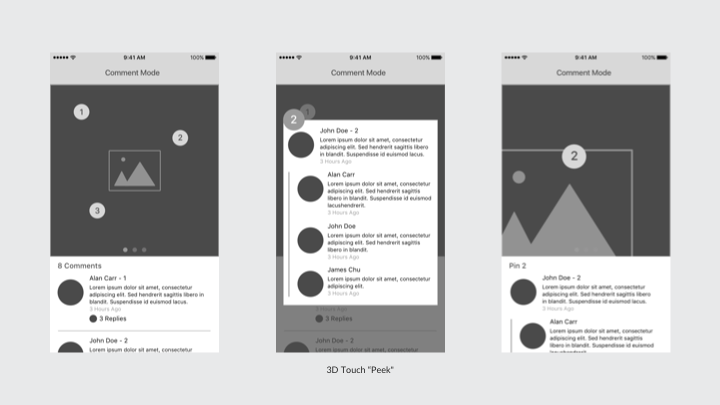 9:41 AM
100%
Comment Mode
1
2
3
8 Comments
Alan Carr - 1
Lorem ipsum dolor sit amet, consectetur
adipiscing elit. Sed hendrerit sagittis libero in
blandit. Suspendisse id euismod lacus.
3 Hours Ago
3 Replies
John Doe - 2
Lorem ipsum dolor sit amet, consectetur
9:41 AM
100%
Comment Mode
1
2
John Doe - 2
Lorem ipsum dolor sit amet, consectetur
adipiscing elit. Sed hendrerit sagittis libero
in blandit. Suspendisse id euismod lacus.
3 Hours Ago
Alan Carr
Lorem ipsum dolor sit amet, consectetur
adipiscing elit. Sed hendrerit sagittis
libero in blandit. Suspendisse id euismod
lacushendrerit.
3 Hours Ago
John Doe
Lorem ipsum dolor sit amet, consectetur
adipiscing elit. Sed hendrerit sagittis
libero in blandit.
3 Hours Ago
James Chu
Lorem ipsum dolor sit amet, consectetur
adipiscing elit.
3 Hours Ago
3 Hours Ago
3 Replies
John Doe - 2
Lorem ipsum dolor sit amet, consectetur
9:41 AM
100%
Comment Mode
2
Pin 2
John Doe - 2
Lorem ipsum dolor sit amet, consectetur
adipiscing elit. Sed hendrerit sagittis libero
in blandit. Suspendisse id euismod lacus.
3 Hours Ago
Alan Carr
Lorem ipsum dolor sit amet, consectetur
adipiscing elit. Sed hendrerit sagittis
libero in blandit. Suspendisse id euismod
3D Touch "Peek"